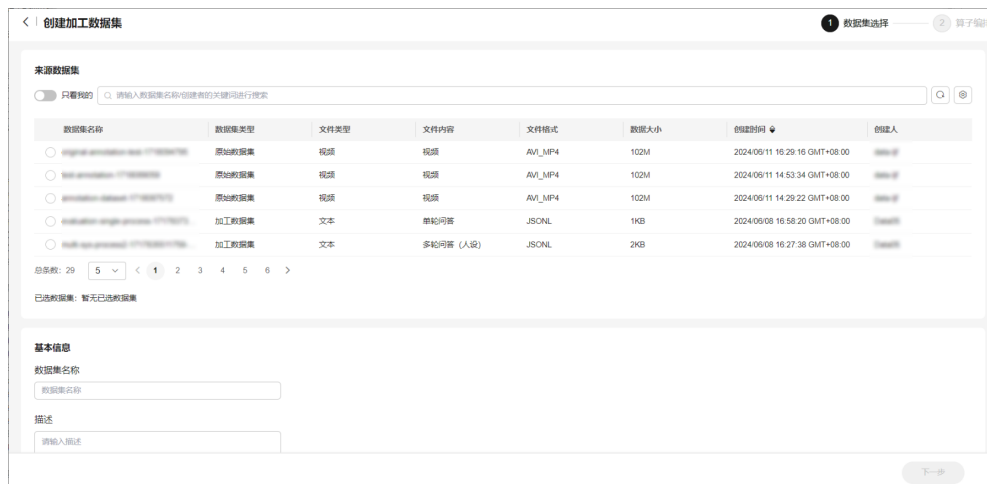 创建加工数据集
1 数据集选择 2 算子编排
来源数据集
只看我的 请输入数据集名称/创建者的关键词进行搜索
数据集名称 数据集类型 文件类型 文件内容 文件格式 数据大小 创建时间 创建人
原始数据集 视频 视频 AVI_MP4 102M 2024/06/11 16:29:16 GMT+08:00
原始数据集 视频 视频 AVI_MP4 102M 2024/06/11 14:53:34 GMT+08:00
原始数据集 视频 视频 AVI_MP4 102M 2024/06/11 14:29:22 GMT+08:00
加工数据集 文本 单轮问答 JSONL 1KB 2024/06/08 16:58:20 GMT+08:00
加工数据集 文本 多轮问答（人设） JSONL 2KB 2024/06/08 16:27:38 GMT+08:00
总条数: 29 5 1 2 3 4 5 6
已选数据集: 暂无已选数据集
基本信息
数据集名称
数据集名称
描述
请输入描述
下一步